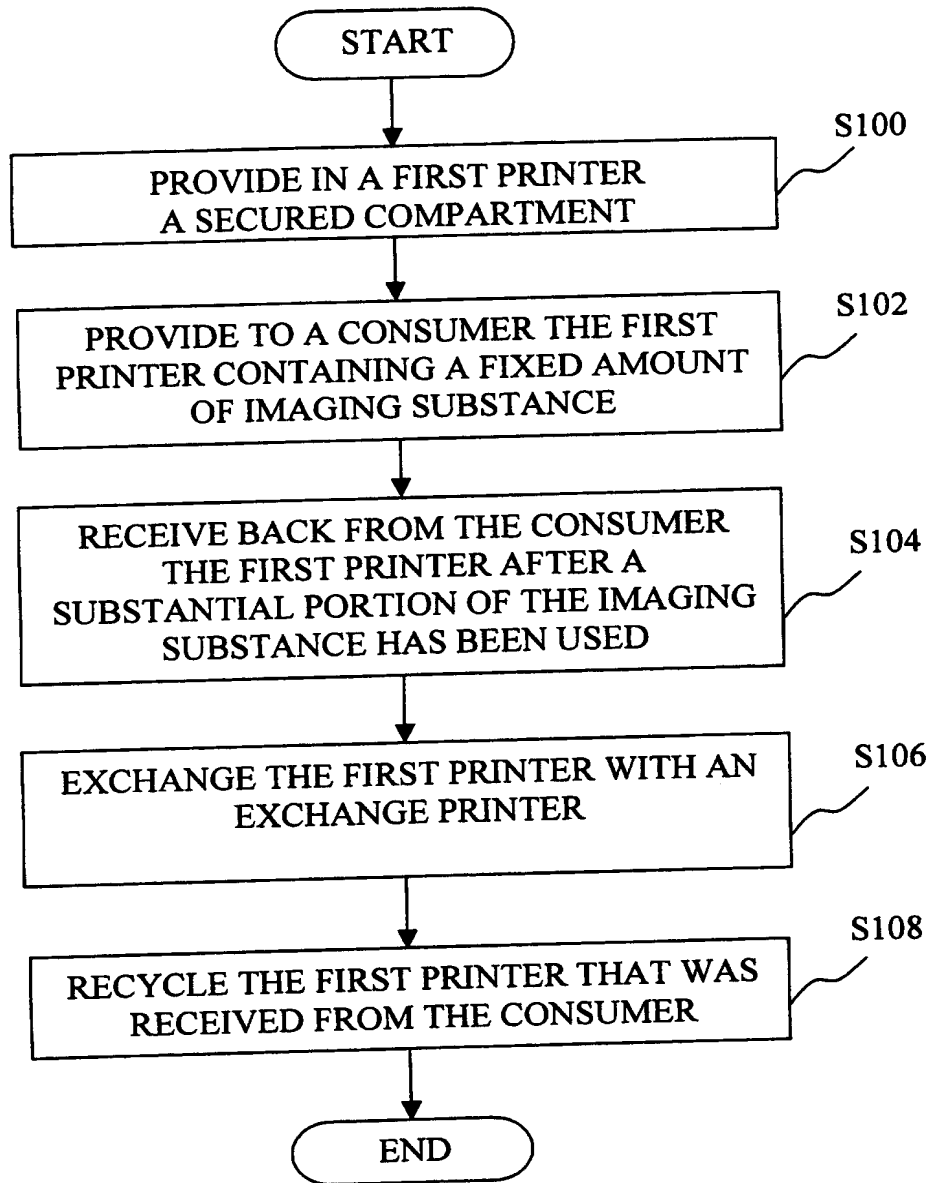 START
S100
PROVIDE IN A FIRST PRINTER
A SECURED COMPARTMENT
S102
PROVIDE TO A CONSUMER THE FIRST
PRINTER CONTAINING A FIXED AMOUNT
OF IMAGING SUBSTANCE
RECEIVE BACK FROM THE CONSUMER
THE FIRST PRINTER AFTER A
SUBSTANTIAL PORTION OF THE IMAGING
SUBSTANCE HAS BEEN USED
S104
EXCHANGE THE FIRST PRINTER WITH AN
EXCHANGE PRINTER
S106
RECYCLE THE FIRST PRINTER THAT WAS
RECEIVED FROM THE CONSUMER
S108
END